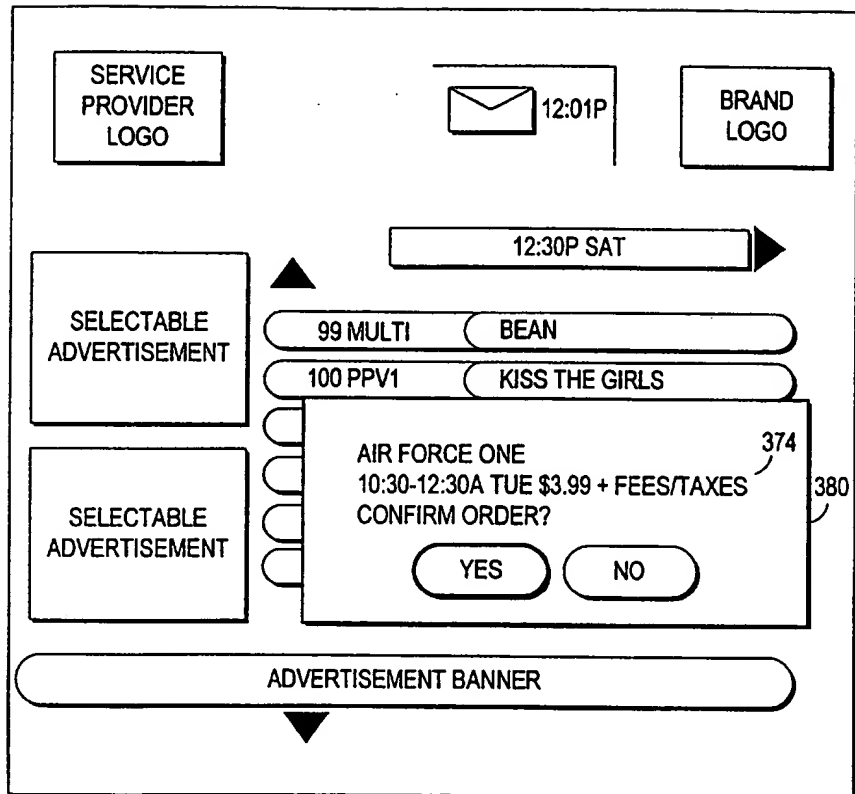 SERVICE
PROVIDER
LOGO
12:01P
BRAND
LOGO
12:30P SAT
SELECTABLE
ADVERTISEMENT
99 MULTI BEAN
100 PPV1 KISS THE GIRLS
SELECTABLE
ADVERTISEMENT
AIR FORCE ONE
374
10:30-12:30A TUE $3.99 + FEES/TAXES
380
CONFIRM ORDER?
YES NO
ADVERTISEMENT BANNER